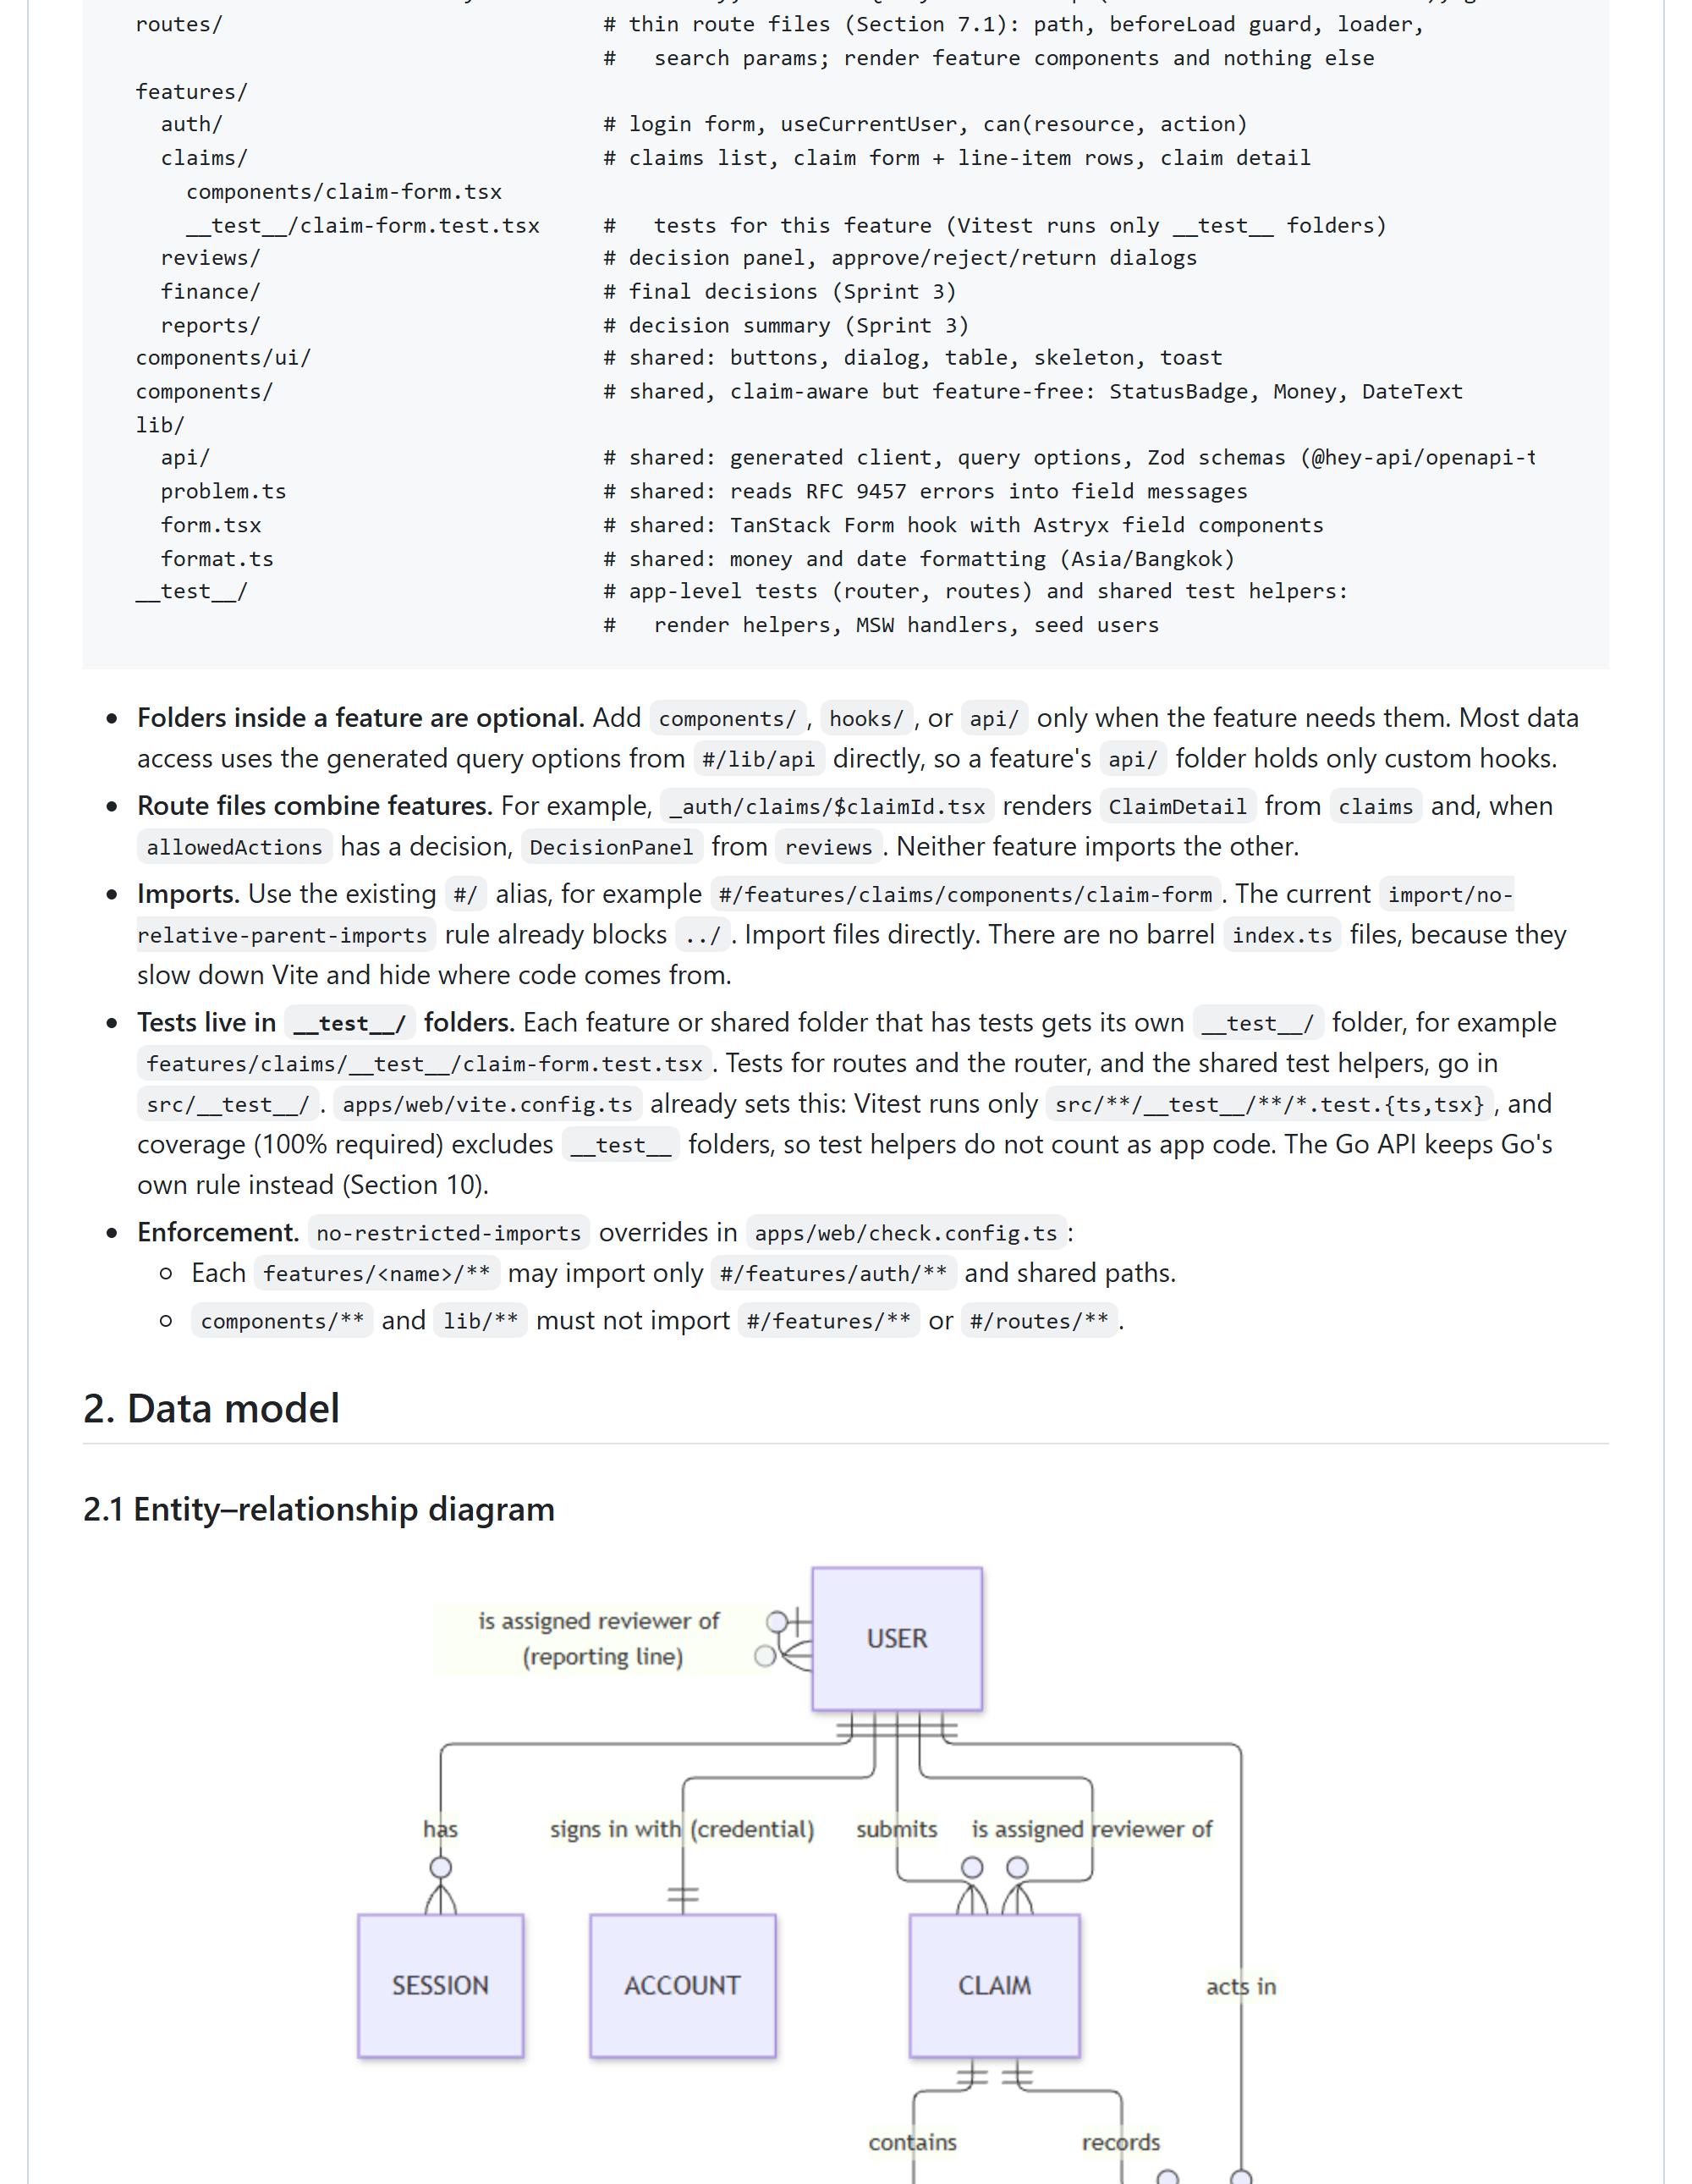 routes/ # thin route files (Section 7.1): path, beforeLoad guard, loader,
# search params; render feature components and nothing else
features/
auth/ # login form, useCurrentUser, can(resource, action)
claims/ # claims list, claim form + line-item rows, claim detail
components/claim-form.tsx
__test__/claim-form.test.tsx # tests for this feature (Vitest runs only __test__ folders)
reviews/ # decision panel, approve/reject/return dialogs
finance/ # final decisions (Sprint 3)
reports/ # decision summary (Sprint 3)
components/ui/ # shared: buttons, dialog, table, skeleton, toast
components/ # shared, claim-aware but feature-free: StatusBadge, Money, DateText
lib/
api/ # shared: generated client, query options, Zod schemas (@hey-api/openapi-t
problem.ts # shared: reads RFC 9457 errors into field messages
form.tsx # shared: TanStack Form hook with Astryx field components
format.ts # shared: money and date formatting (Asia/Bangkok)
__test__/ # app-level tests (router, routes) and shared test helpers:
# render helpers, MSW handlers, seed users
• Folders inside a feature are optional. Add components/, hooks/, or api/ only when the feature needs them. Most data
access uses the generated query options from #/lib/api directly, so a feature's api/ folder holds only custom hooks.
• Route files combine features. For example, _auth/claims/$claimId.tsx renders ClaimDetail from claims and, when
allowedActions has a decision, DecisionPanel from reviews. Neither feature imports the other.
• Imports. Use the existing #/ alias, for example #/features/claims/components/claim-form. The current import/no-
relative-parent-imports rule already blocks ../. Import files directly. There are no barrel index.ts files, because they
slow down Vite and hide where code comes from.
• Tests live in __test__/ folders. Each feature or shared folder that has tests gets its own __test__/ folder, for example
features/claims/__test__/claim-form.test.tsx. Tests for routes and the router, and the shared test helpers, go in
src/__test__/. apps/web/vite.config.ts already sets this: Vitest runs only src/**/__test__/**/*.test.{ts,tsx}, and
coverage (100% required) excludes __test__ folders, so test helpers do not count as app code. The Go API keeps Go's
own rule instead (Section 10).
• Enforcement. no-restricted-imports overrides in apps/web/check.config.ts:
○ Each features/<name>/** may import only #/features/auth/** and shared paths.
○ components/** and lib/** must not import #/features/** or #/routes/**.
2. Data model
2.1 Entity–relationship diagram
is assigned reviewer of
(reporting line)
USER
has
signs in with (credential)
submits
is assigned reviewer of
SESSION
ACCOUNT
CLAIM
acts in
contains
records